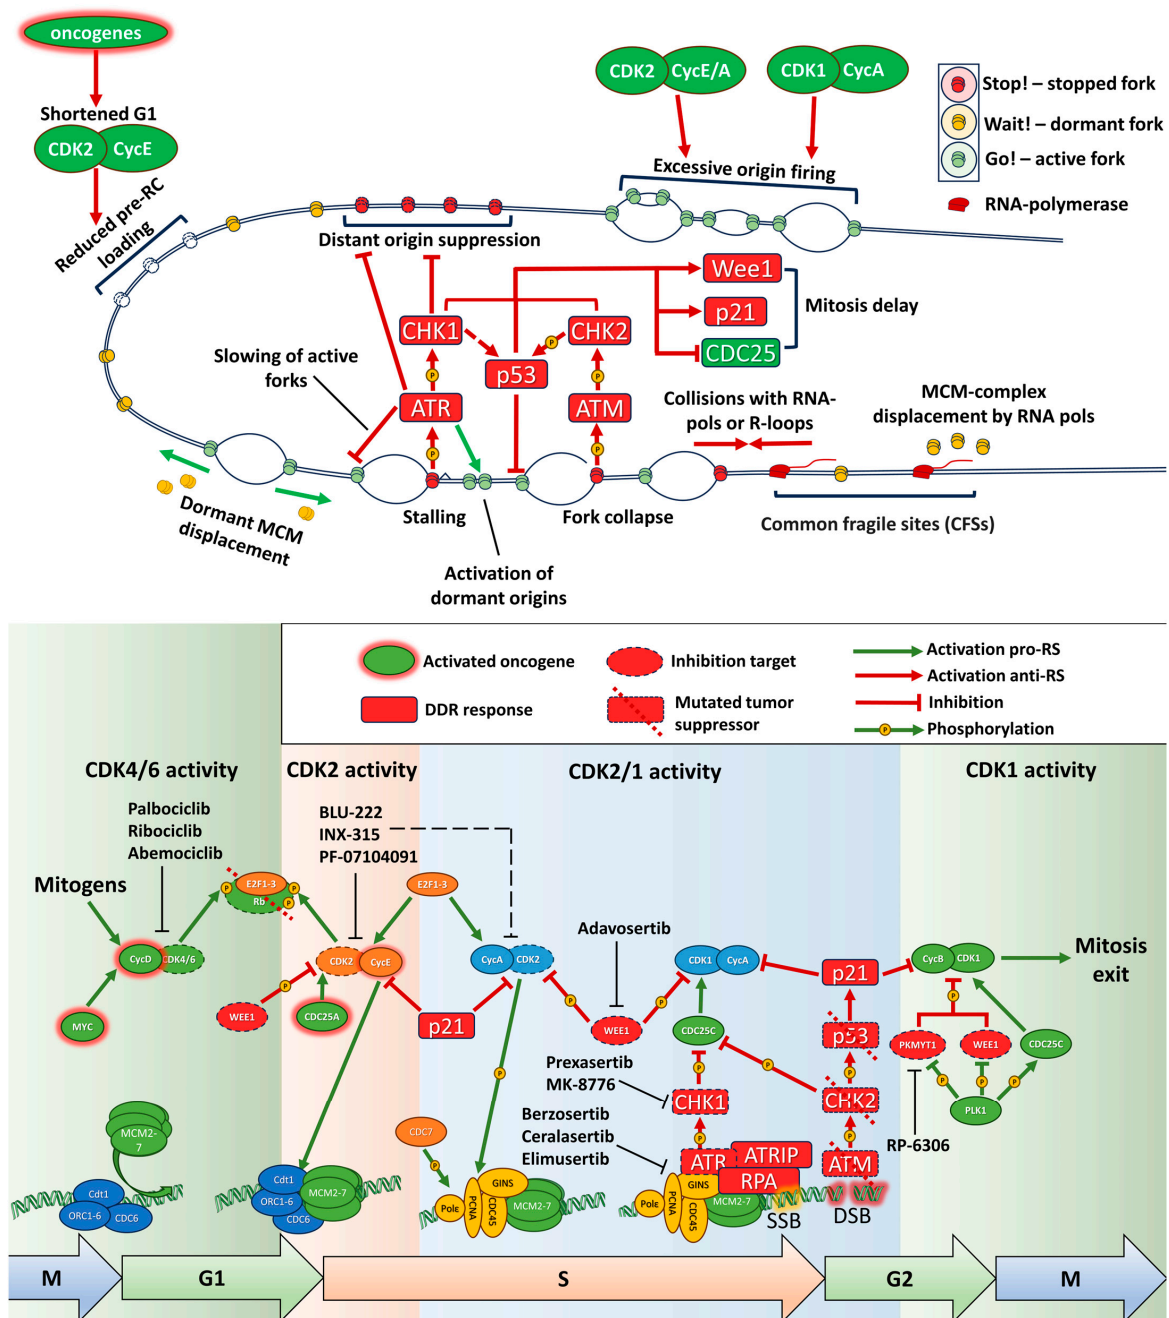 oncogenes
Shortened G1
CDK2 CycE
Reduced pre-RC
loading
CDK2 CycE/A
CDK1 CycA
Excessive origin firing
Stop! – stopped fork
Wait! – dormant fork
Go! – active fork
RNA-polymerase
Distant origin suppression
Wee1
p21
CDC25
Mitosis delay
CHK1
CHK2
p53
P
P
P
ATR
ATM
P
P
Slowing of active
forks
Collisions with RNA-
pols or R-loops
MCM-complex
displacement by RNA pols
Dormant MCM
displacement
Stalling
Fork collapse
Common fragile sites (CFSs)
Activation of
dormant origins
Activated oncogene
DDR response
Inhibition target
Mutated tumor
suppressor
Activation pro-RS
Activation anti-RS
Inhibition
P
Phosphorylation
CDK4/6 activity
CDK2 activity
CDK2/1 activity
CDK1 activity
Palbociclib
Ribociclib
Abemociclib
BLU-222
INX-315
PF-07104091
Mitogens
P
E2F1-3
P
Rb
P
E2F1-3
Adavosertib
CycD CDK4/6
CDK2 CycE
CycA CDK2
CDK1 CycA
CycB CDK1
Mitosis
exit
p21
MYC
WEE1
P
CDC25A
p21
P
WEE1
P
CDC25C
p53
P
PKMYT1
WEE1
CDC25C
Prexasertib
MK-8776
P
CHK1
P
CHK2
P
P
P
PLK1
RP-6306
Berzosertib
Ceralasertib
Elimusertib
P
P
ATR
ATRIP
RPA
ATM
MCM2-
7
CDC7
P
P
Cdt1
ORC1-6
CDC6
Cdt1
ORC1-6
CDC6
MCM2-7
Polε
PCNA
CDC45
GINS
MCM2-7
Polε
PCNA
CDC45
GINS
MCM2-7
SSB
DSB
M
G1
S
G2
M